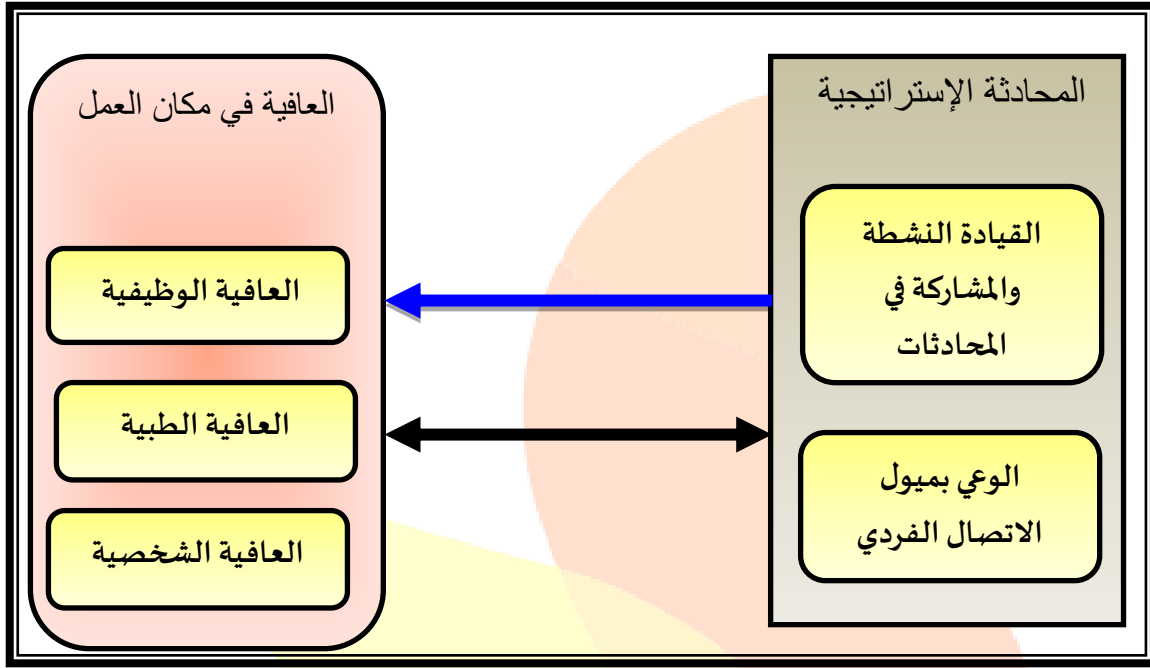 المحادثة الإستراتيجية
القيادة النشطة
والمشاركة في
المحادثات
الوعي بميول
الاتصال الفردي
العافية في مكان العمل
العافية الوظيفية
العافية الطبية
العافية الشخصية